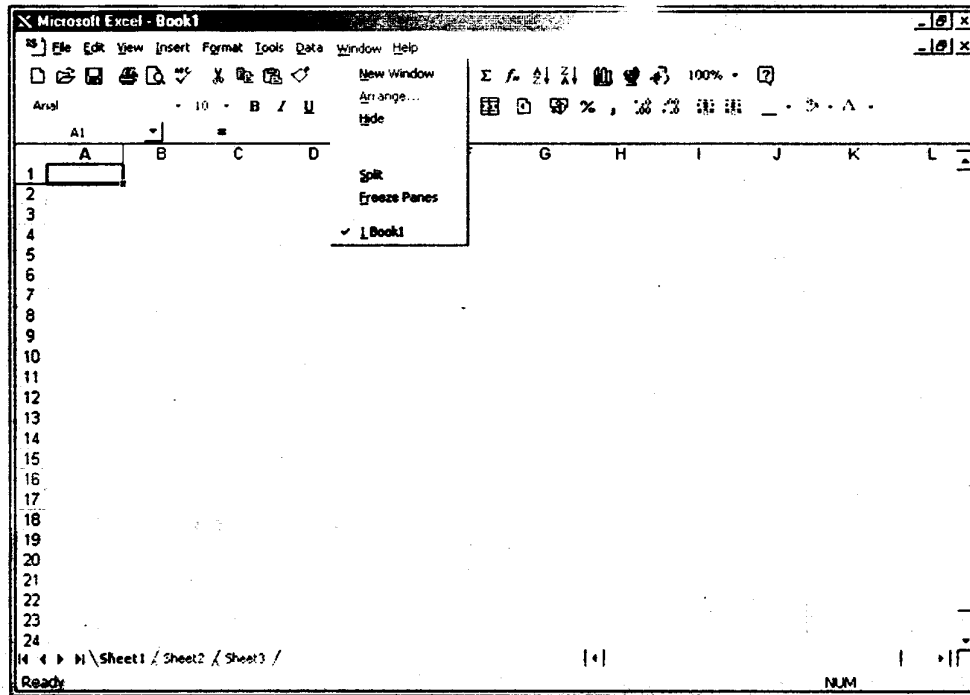 Microsoft Excel - Book1
File Edit View Insert Format Tools Data Window Help
New Window
Σ 100%
Arial 10 B I U
Arrange...
% ,
Hide
A1 =
A B C D F G H I J K L
1
Split
2
Freeze Panes
3
4
✓ 1 Book1
5
6
7
8
9
10
11
12
13
14
15
16
17
18
19
20
21
22
23
24
Sheet1 / Sheet2 / Sheet3 /
Ready NUM